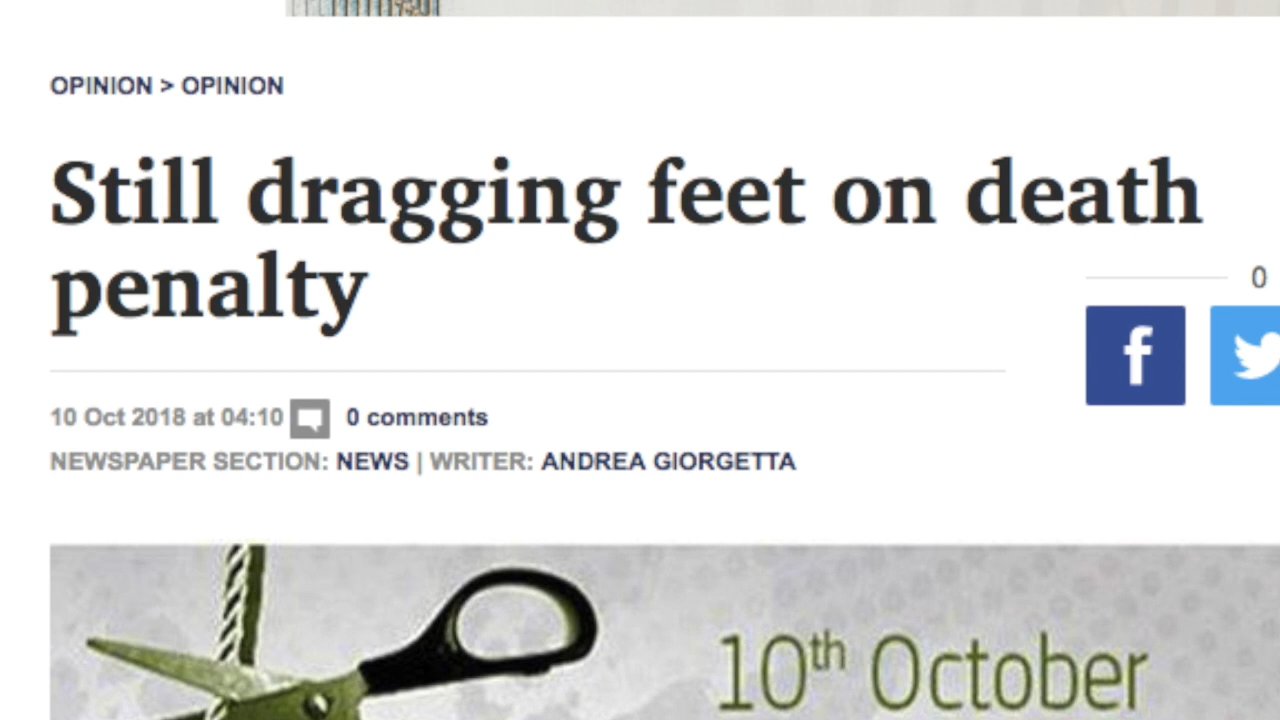 OPINION > OPINION
Still dragging feet on death
penalty
0
f
10 Oct 2018 at 04:10 0 comments
NEWSPAPER SECTION: NEWS | WRITER: ANDREA GIORGETTA
10th October